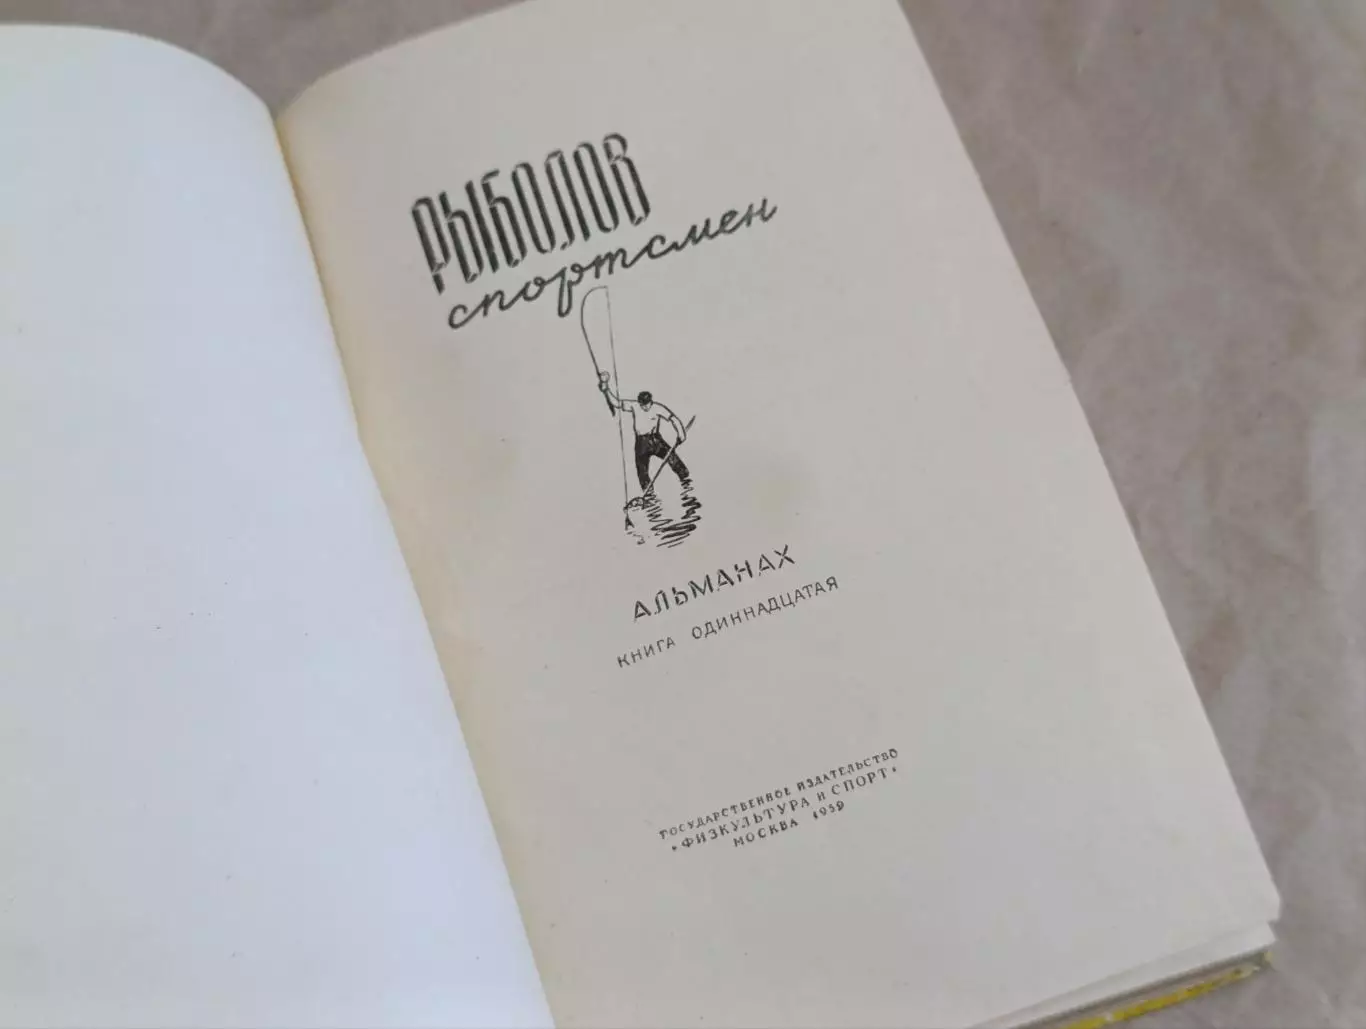 РЫБОЛОВ
спортсмен
АЛЬМАНАХ
КНИГА ОДИННАДЦАТАЯ
ГОСУДАРСТВЕННОЕ ИЗДАТЕЛЬСТВО
«ФИЗКУЛЬТУРА И СПОРТ»
МОСКВА 1959